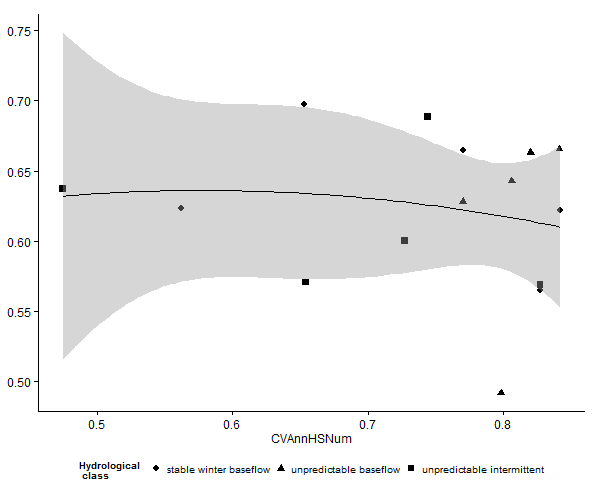 0.75
0.70
0.65
0.60
0.55
0.50
0.5 0.6 0.7 0.8
CVAnnHSNum
Hydrological
class
stable winter baseflow unpredictable baseflow unpredictable intermittent